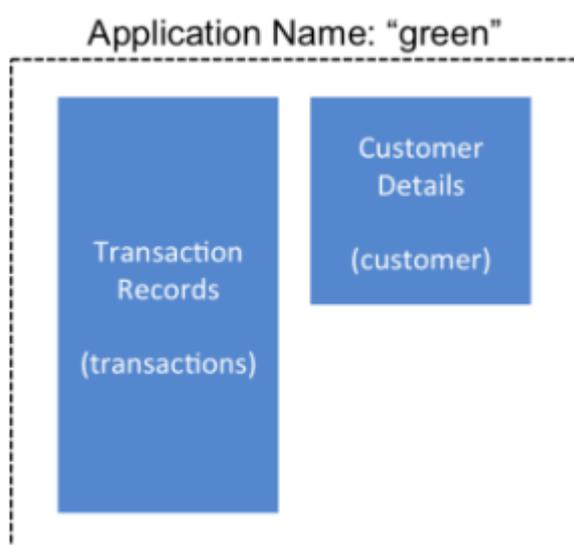 Application Name: “green”
Transaction
Records
(transactions)
Customer
Details
(customer)